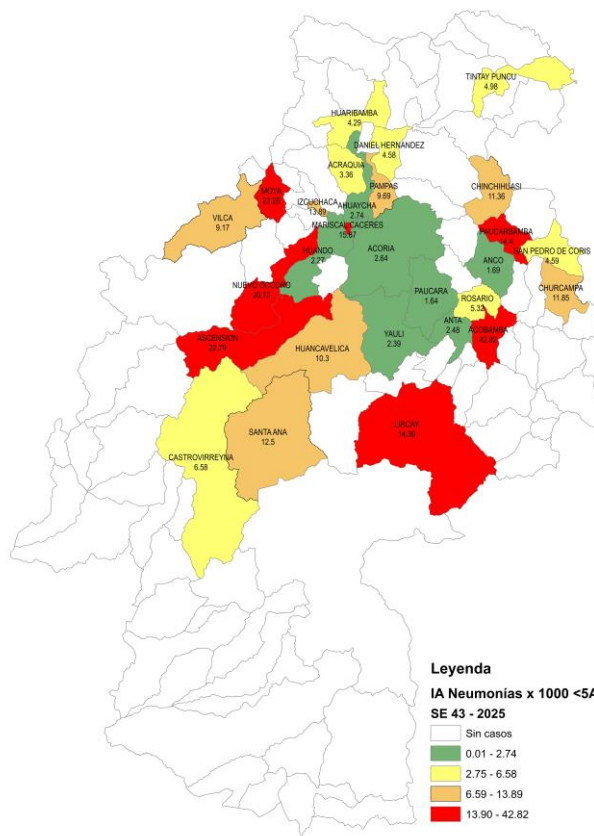 TINTAY PUNCU
4.98
HUARIBAMBA
4.29
DANIEL HERNANDEZ
4.58
ACRAQUIA
3.36
PAMPAS
9.69
CHINCHIHUASI
11.36
MOYA
IZCUCHACA
13.89
AHUAYCHA
2.74
VILCA
9.17
MARISCAL CACERES
15.87
PAUCARBAMBA
HUANDO
2.27
ACORIA
2.64
SAN PEDRO DE CORIS
4.59
ANCO
1.69
CHURCAMPA
11.85
NUEVO OCCORO
20.13
PAUCARA
1.64
ROSARIO
5.32
ANTA
2.48
ACOBAMBA
42.82
ASCENSION
22.79
YAULI
2.39
HUANCAVELICA
10.3
LIRCAY
14.39
SANTA ANA
12.5
CASTROVIRREYNA
6.58
Leyenda
IA Neumonías x 1000 <5A
SE 43 - 2025
Sin casos
0.01 - 2.74
2.75 - 6.58
6.59 - 13.89
13.90 - 42.82